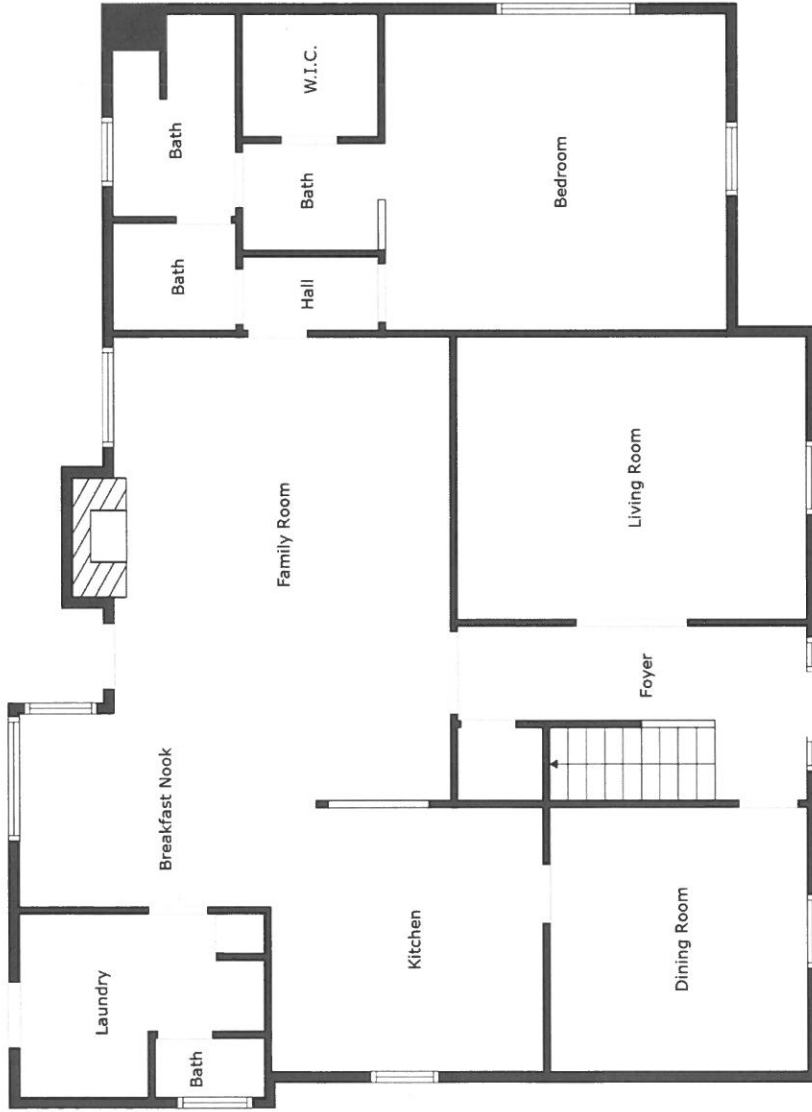 W.I.C.
Bath
Bath
Bedroom
Bath
Hall
Family Room
Living Room
Foyer
Breakfast Nook
Kitchen
Dining Room
Laundry
Bath